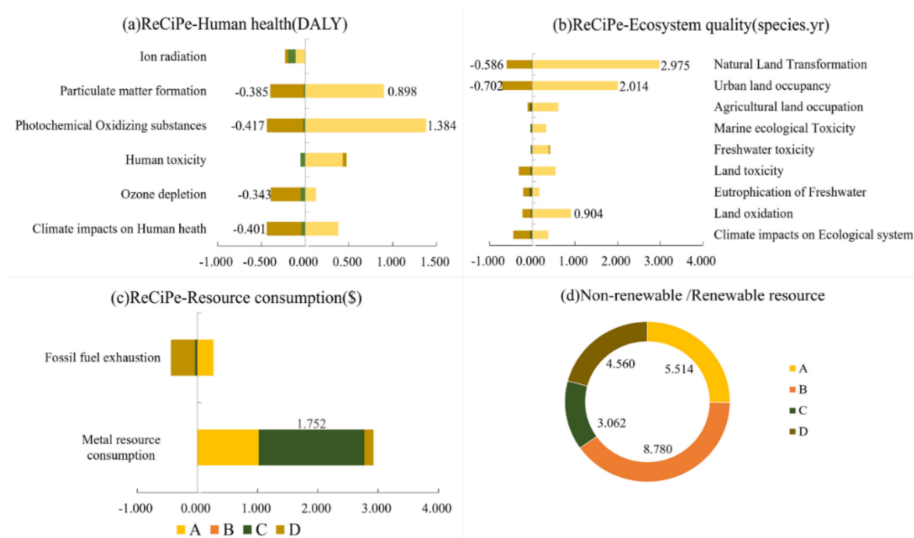 (a)ReCiPe-Human health(DALY)
Ion radiation
Particulate matter formation
-0.385
0.898
Photochemical Oxidizing substances
-0.417
1.384
Human toxicity
Ozone depletion
-0.343
Climate impacts on Human heath
-0.401
-1.000 -0.500 0.000 0.500 1.000 1.500
(b)ReCiPe-Ecosystem quality(species.yr)
-0.586
2.975
Natural Land Transformation
-0.702
2.014
Urban land occupancy
Agricultural land occupation
Marine ecological Toxicity
Freshwater toxicity
Land toxicity
Eutrophication of Freshwater
0.904
Land oxidation
Climate impacts on Ecological system
-1.000 0.000 1.000 2.000 3.000 4.000
(c)ReCiPe-Resource consumption($)
Fossil fuel exhaustion
1.752
Metal resource
consumption
-1.000 0.000 1.000 2.000 3.000 4.000
A B C D
(d)Non-renewable /Renewable resource
4.560
5.514
3.062
8.780
A
B
C
D